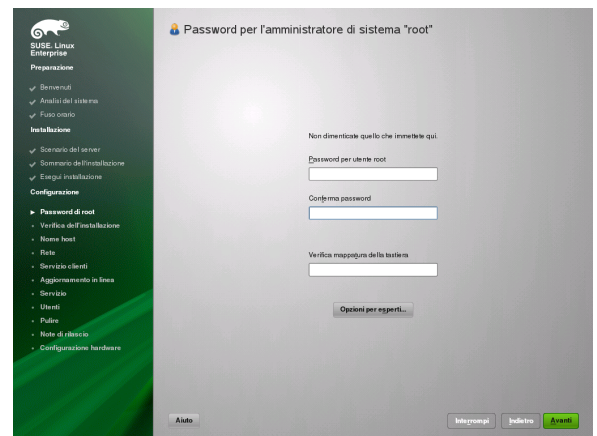 SUSE. Linux
Enterprise
Preparazione
Benvenuti
Analisi del sistema
Fuso orario
Installazione
Scenario del server
Sommario dell'installazione
Esegui installazione
Configurazione
Password di root
Verifica dell'installazione
Nome host
Rete
Servizio clienti
Aggiornamento in linea
Servizio
Utenti
Pulire
Note di rilascio
Configurazione hardware
Password per l'amministratore di sistema "root"
Non dimenticate quello che immettete qui.
Password per utente root
Conferma password
Verifica mappatura della tastiera
Opzioni per esperti...
Aiuto
Interrompi
Indietro
Avanti